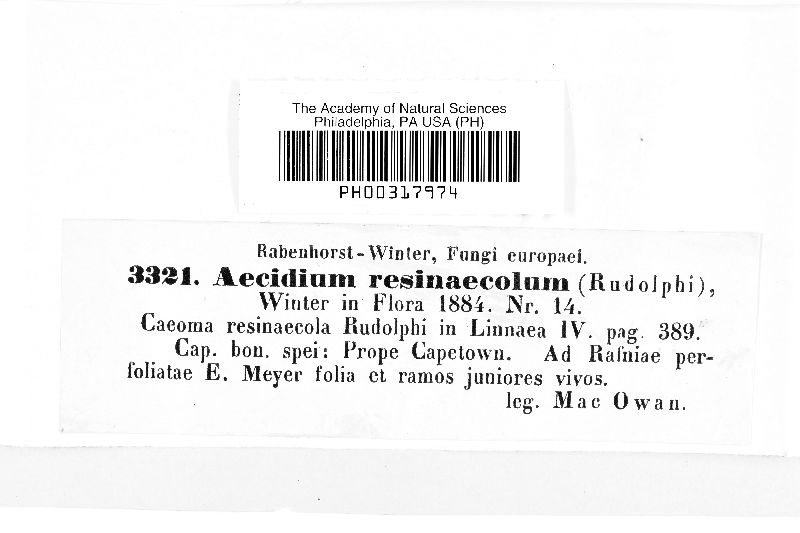 The Academy of Natural Sciences
Philadelphia, PA USA (PH)
PH00317974
Rabenhorst-Winter, Fungi europaei.
3321. Aecidium resinaecolum (Rudolphi),
Winter in Flora 1884. Nr. 14.
Caeoma resinaecola Rudolphi in Linnaea IV. pag. 389.
Cap. bon. spei: Prope Capetown. Ad Rafniae per-
foliatae E. Meyer folia et ramos juniores vivos.
leg. Mac Owan.